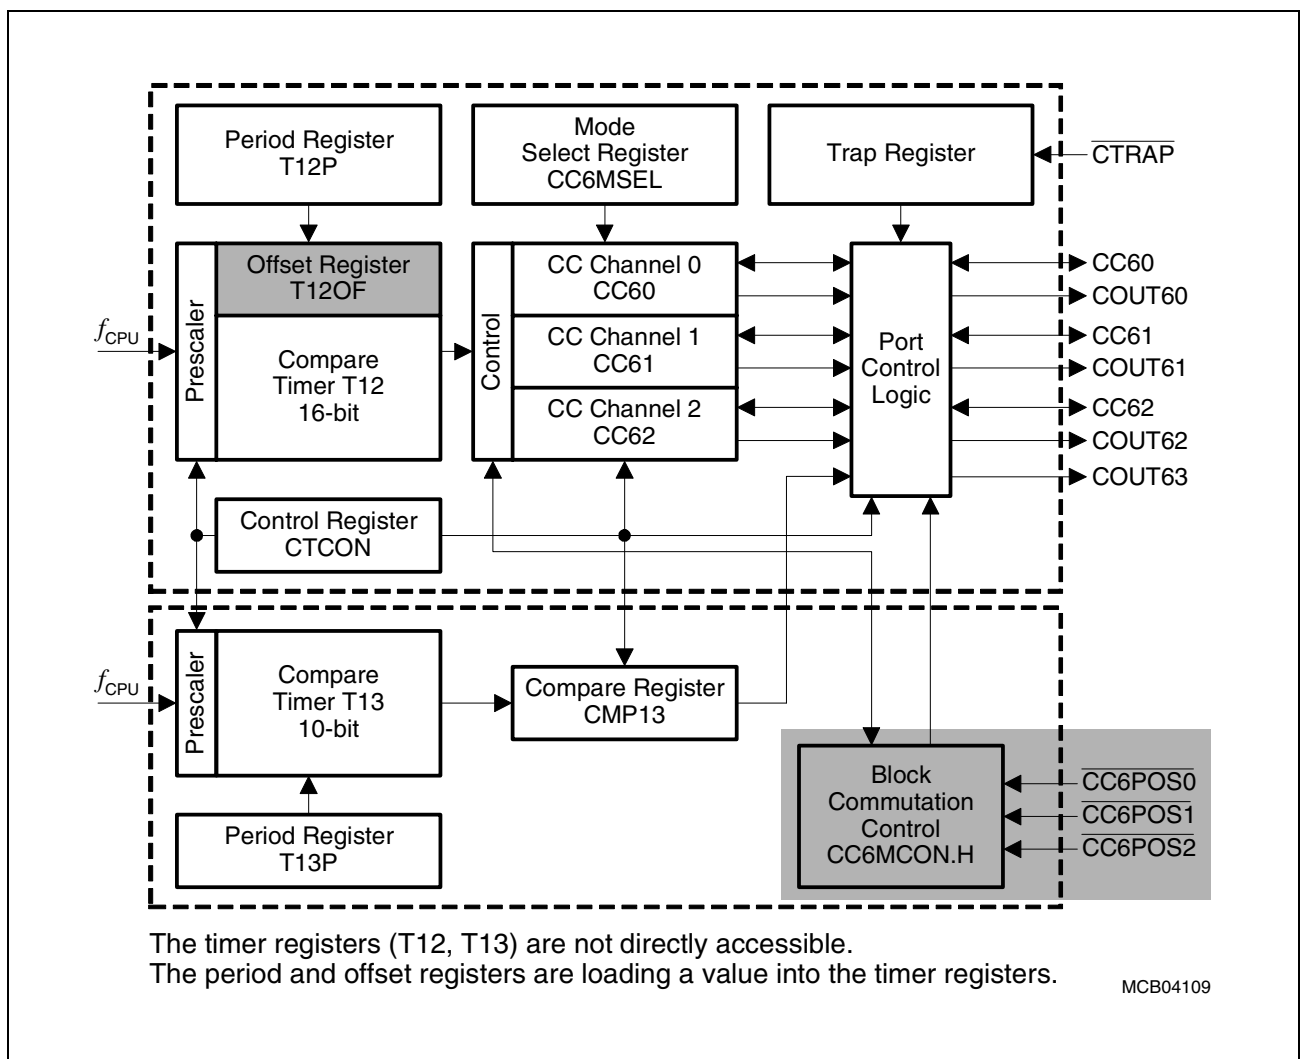 Period Register
T12P
Mode
Select Register
CC6MSEL
Trap Register
CTRAP
Prescaler
Offset Register
T12OF
Compare
Timer T12
16-bit
fCPU
Control
CC Channel 0
CC60
CC Channel 1
CC61
CC Channel 2
CC62
Port
Control
Logic
CC60
COUT60
CC61
COUT61
CC62
COUT62
COUT63
Control Register
CTCON
fCPU
Prescaler
Compare
Timer T13
10-bit
Compare Register
CMP13
Period Register
T13P
Block
Commutation
Control
CC6MCON.H
CC6POS0
CC6POS1
CC6POS2
The timer registers (T12, T13) are not directly accessible.
The period and offset registers are loading a value into the timer registers.
MCB04109